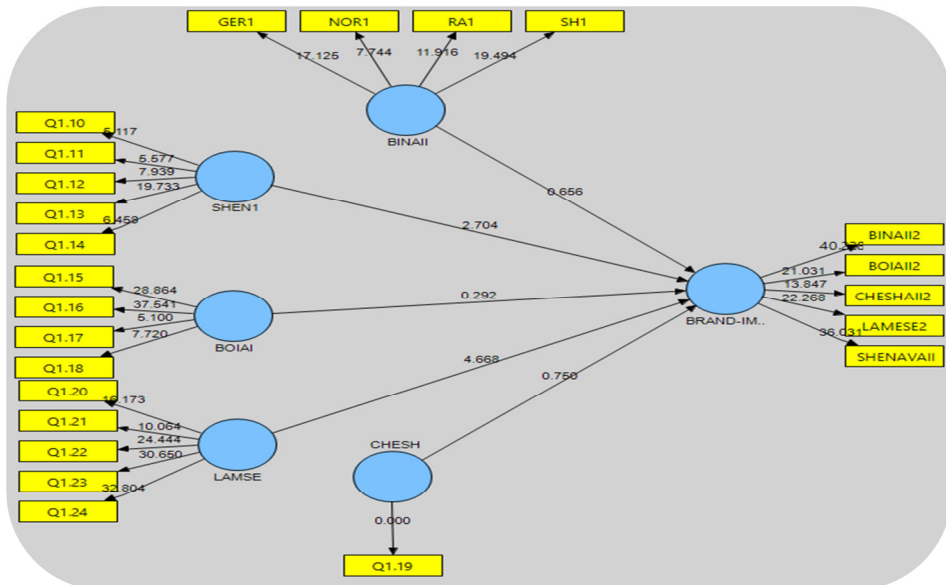 GER1 NOR1 RA1 SH1
17.125 7.744 11.916 19.494
BINAII
0.656
Q1.10
5.117
Q1.11
5.577
Q1.12
7.939
Q1.13
19.733
Q1.14
6.458
SHEN1
2.704
Q1.15
28.864
Q1.16
37.541
Q1.17
5.100
Q1.18
7.720
BOIAI
0.292
Q1.20
Q1.21
10.064
Q1.22
24.444
Q1.23
30.650
Q1.24
32.804
LAMSE
4.668
CHESH
0.750
0.000
Q1.19
BRAND-IM..
BINAII2
BOIAII2
21.031
CHESHAII2
13.847
LAMESE2
22.268
SHENAVAII
36.031